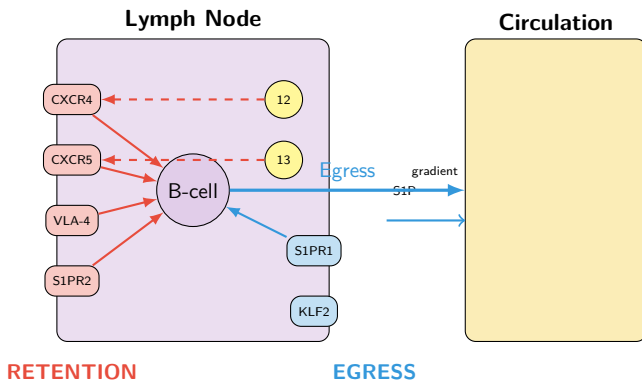 Lymph Node
Circulation
CXCR4
12
CXCR5
13
Egress
gradient
B-cell
S1P
VLA-4
S1PR1
S1PR2
KLF2
RETENTION
EGRESS